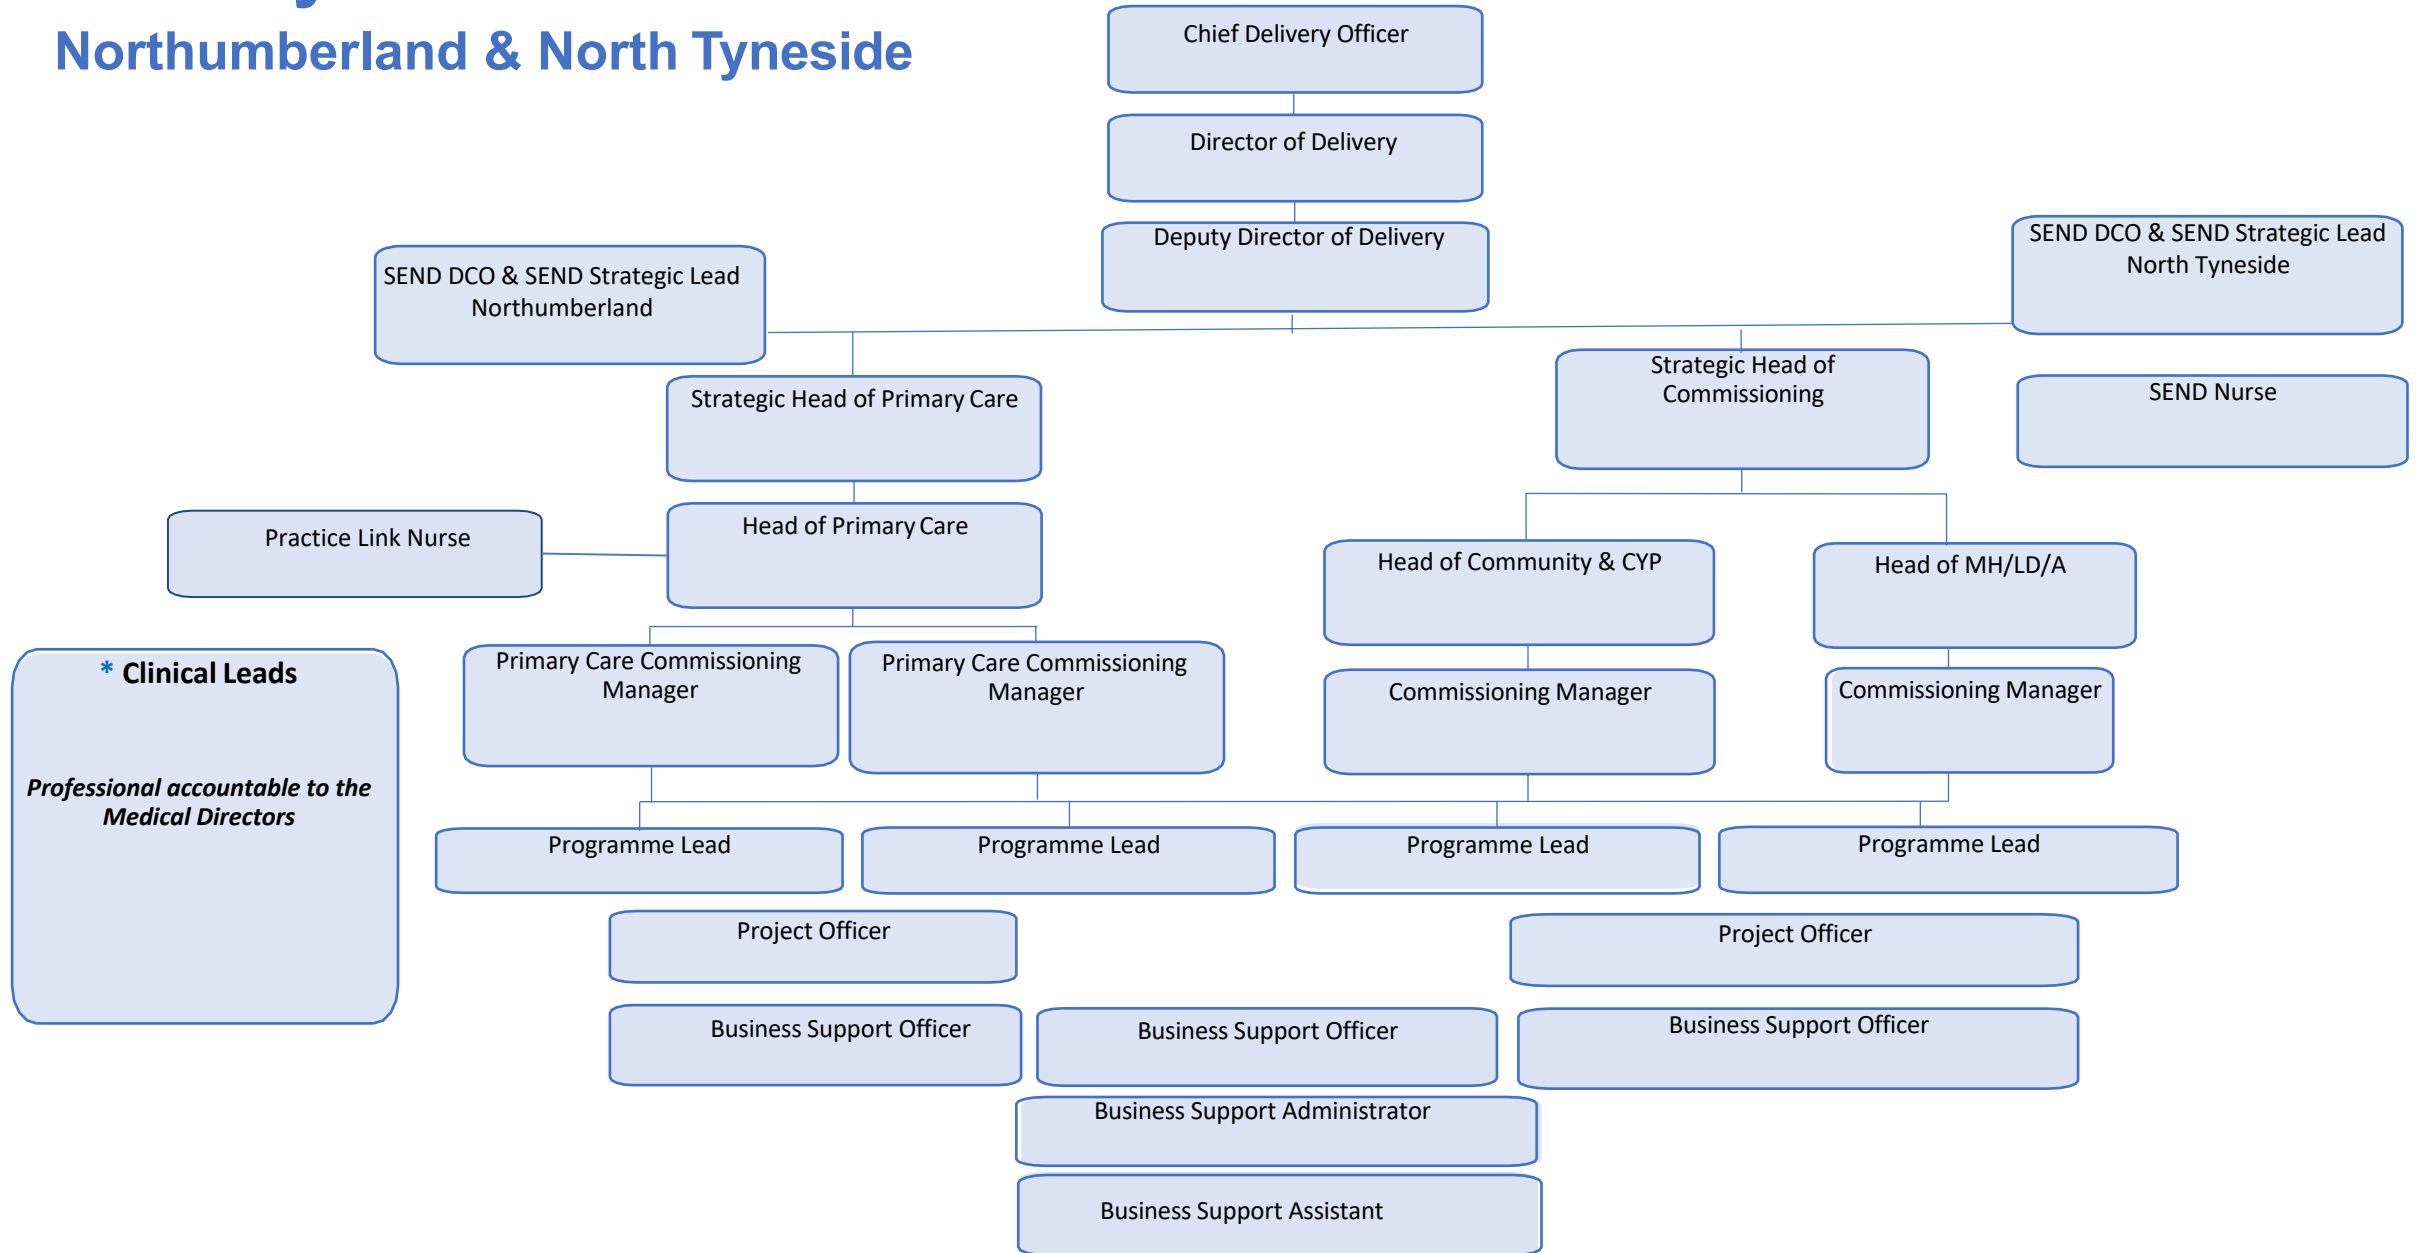 Northumberland & North Tyneside
Chief Delivery Officer
Director of Delivery
Deputy Director of Delivery
SEND DCO & SEND Strategic Lead
Northumberland
SEND DCO & SEND Strategic Lead
North Tyneside
Strategic Head of Primary Care
Strategic Head of
Commissioning
SEND Nurse
Practice Link Nurse
Head of Primary Care
Head of Community & CYP
Head of MH/LD/A
* Clinical Leads
Professional accountable to the
Medical Directors
Primary Care Commissioning
Manager
Primary Care Commissioning
Manager
Commissioning Manager
Commissioning Manager
Programme Lead
Programme Lead
Programme Lead
Programme Lead
Project Officer
Project Officer
Business Support Officer
Business Support Officer
Business Support Officer
Business Support Administrator
Business Support Assistant